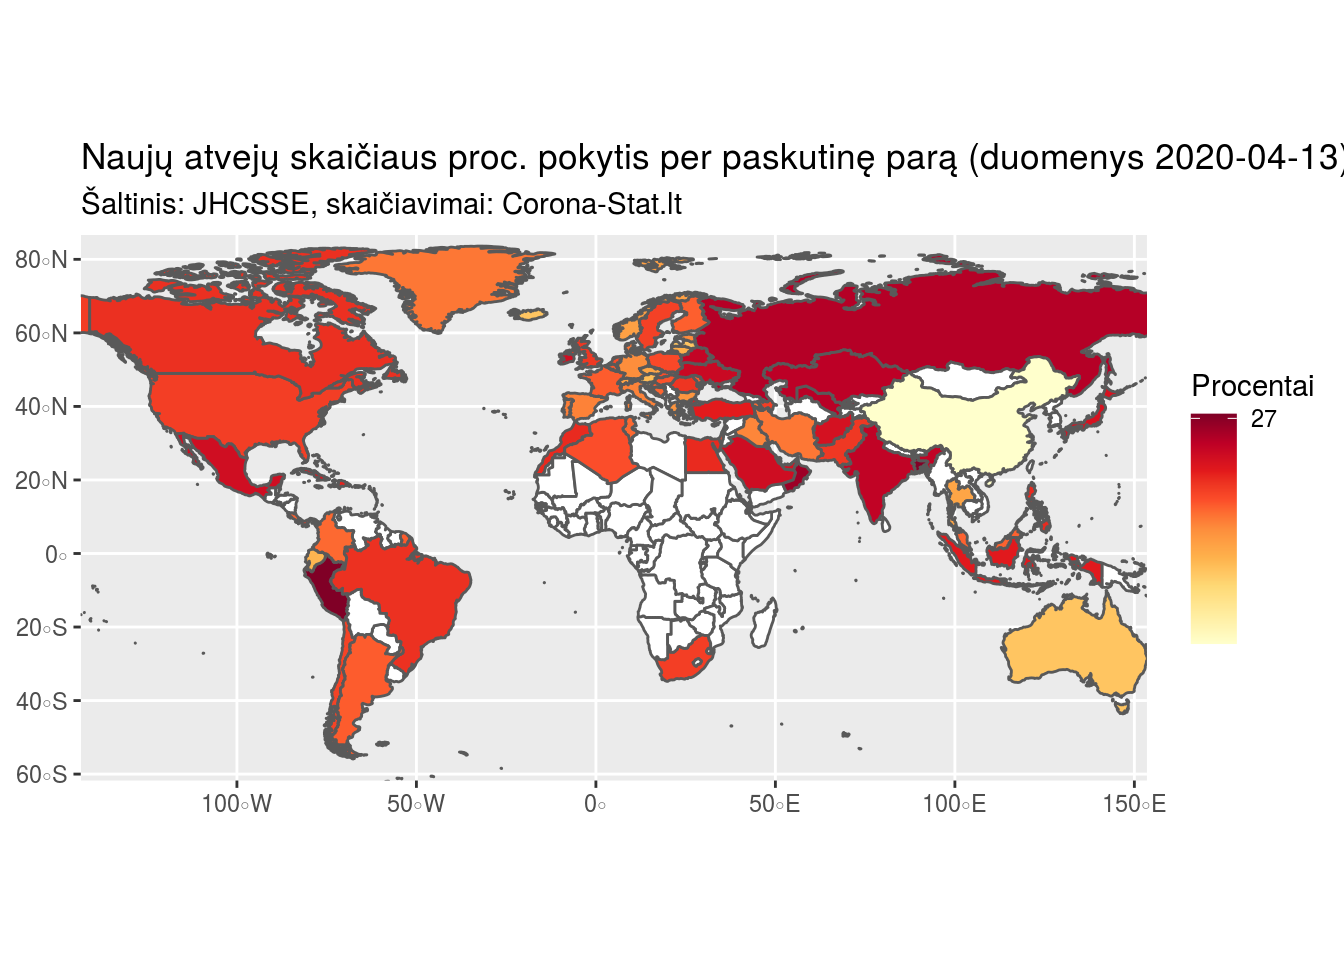 Naujų atvejų skaičiaus proc. pokytis per paskutinę parą (duomenys 2020-04-13)
Šaltinis: JHCSSE, skaičiavimai: Corona-Stat.lt
80◦N
60◦N
40◦N
20◦N
0◦
20◦S
40◦S
60◦S
100◦W
50◦W
0◦
50◦E
100◦E
150◦E
Procentai
27